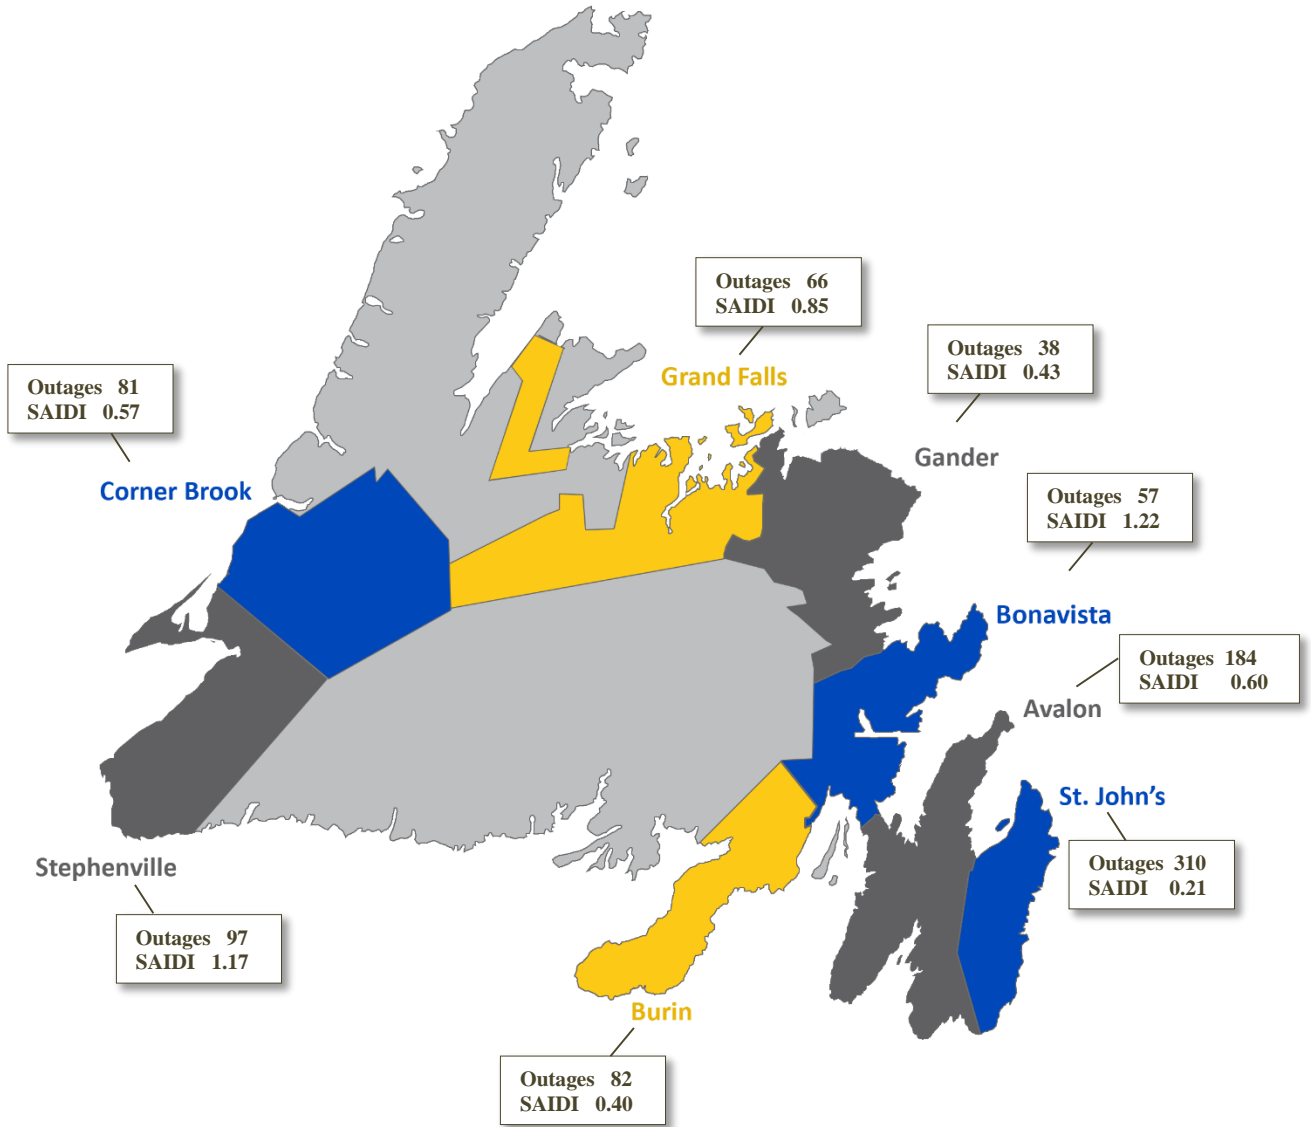 Outages 66
SAIDI 0.85
Grand Falls
Outages 38
SAIDI 0.43
Gander
Outages 81
SAIDI 0.57
Corner Brook
Outages 57
SAIDI 1.22
Bonavista
Outages 184
SAIDI 0.60
Avalon
St. John's
Outages 310
SAIDI 0.21
Stephenville
Outages 97
SAIDI 1.17
Burin
Outages 82
SAIDI 0.40